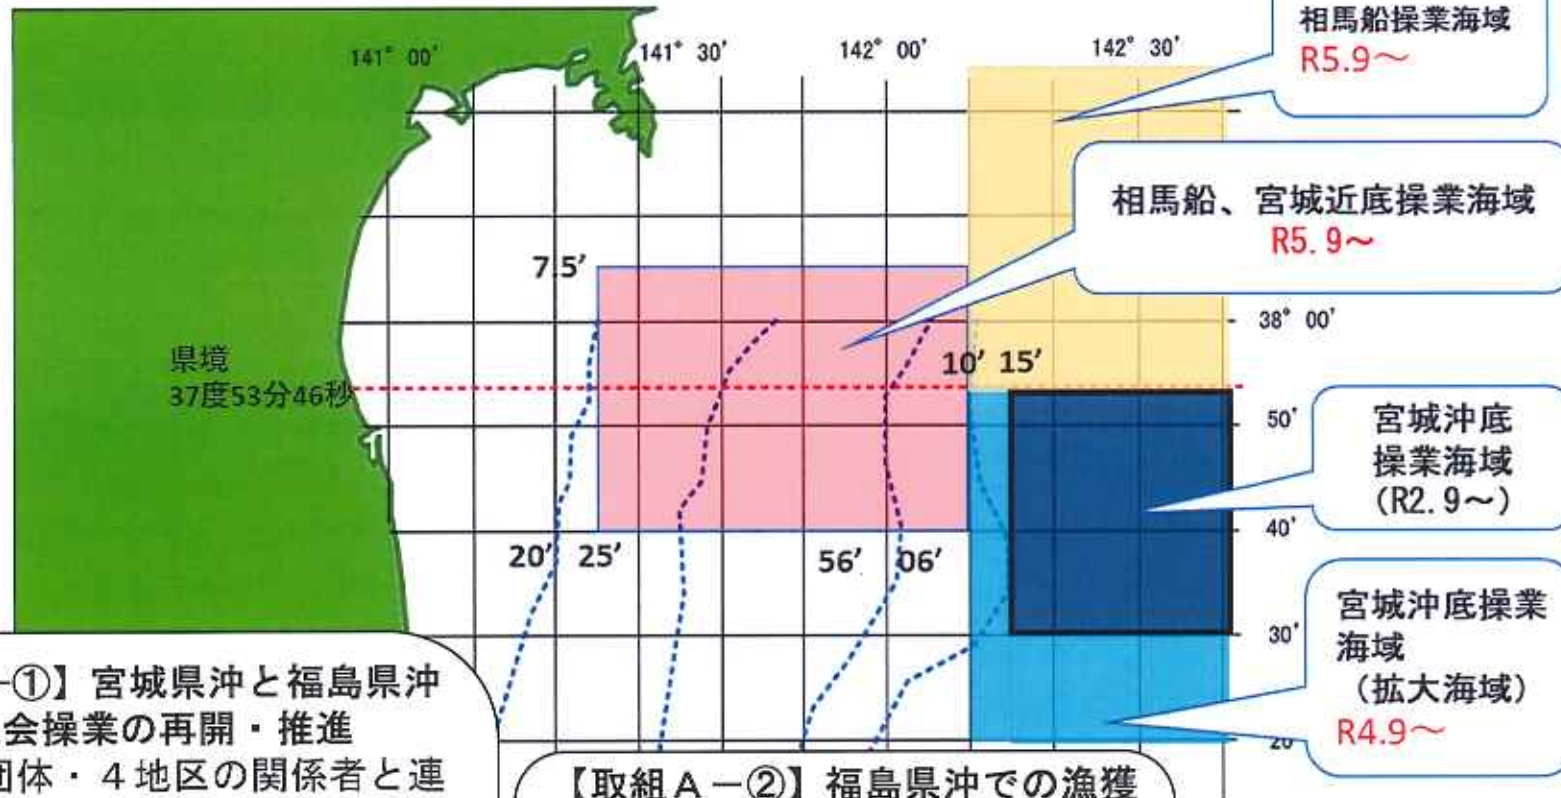 相馬船操業海域
R5.9～
141° 00′
141° 30′
142° 00′
142° 30′
相馬船、宮城近底操業海域
R5.9～
7.5′
38° 00′
県境
37度53分46秒
10′ 15′
50′
宮城沖底
操業海域
(R2.9～)
40′
20′ 25′
56′ 06′
30′
宮城沖底操業
海域
(拡大海域)
R4.9～
20′
－①】宮城県沖と福島県沖
会操業の再開・推進
団体・４地区の関係者と連
【取組Ａ－②】福島県沖での漁獲